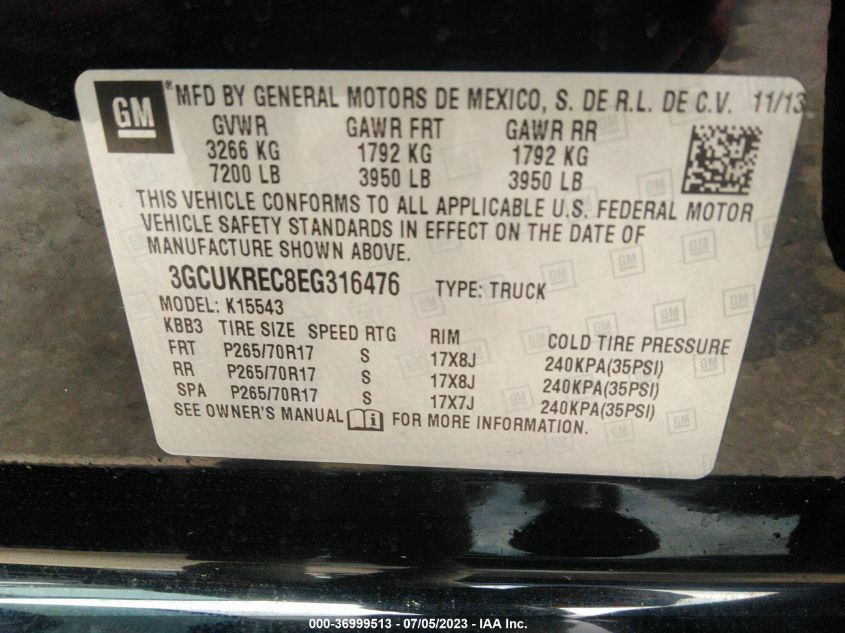 GM ® MFD BY GENERAL MOTORS DE MEXICO, S. DE R.L. DE C.V. 11/13
GVWR GAWR FRT GAWR RR
3266 KG 1792 KG 1792 KG
7200 LB 3950 LB 3950 LB
THIS VEHICLE CONFORMS TO ALL APPLICABLE U.S. FEDERAL MOTOR
VEHICLE SAFETY STANDARDS IN EFFECT ON THE DATE OF
MANUFACTURE SHOWN ABOVE.
3GCUKREC8EG316476 TYPE: TRUCK
MODEL: K15543
KBB3 TIRE SIZE SPEED RTG RIM COLD TIRE PRESSURE
FRT P265/70R17 S 17X8J 240KPA(35PSI)
RR P265/70R17 S 17X8J 240KPA(35PSI)
SPA P265/70R17 S 17X7J 240KPA(35PSI)
SEE OWNER'S MANUAL FOR MORE INFORMATION.
000-36999513 - 07/05/2023 - IAA Inc.